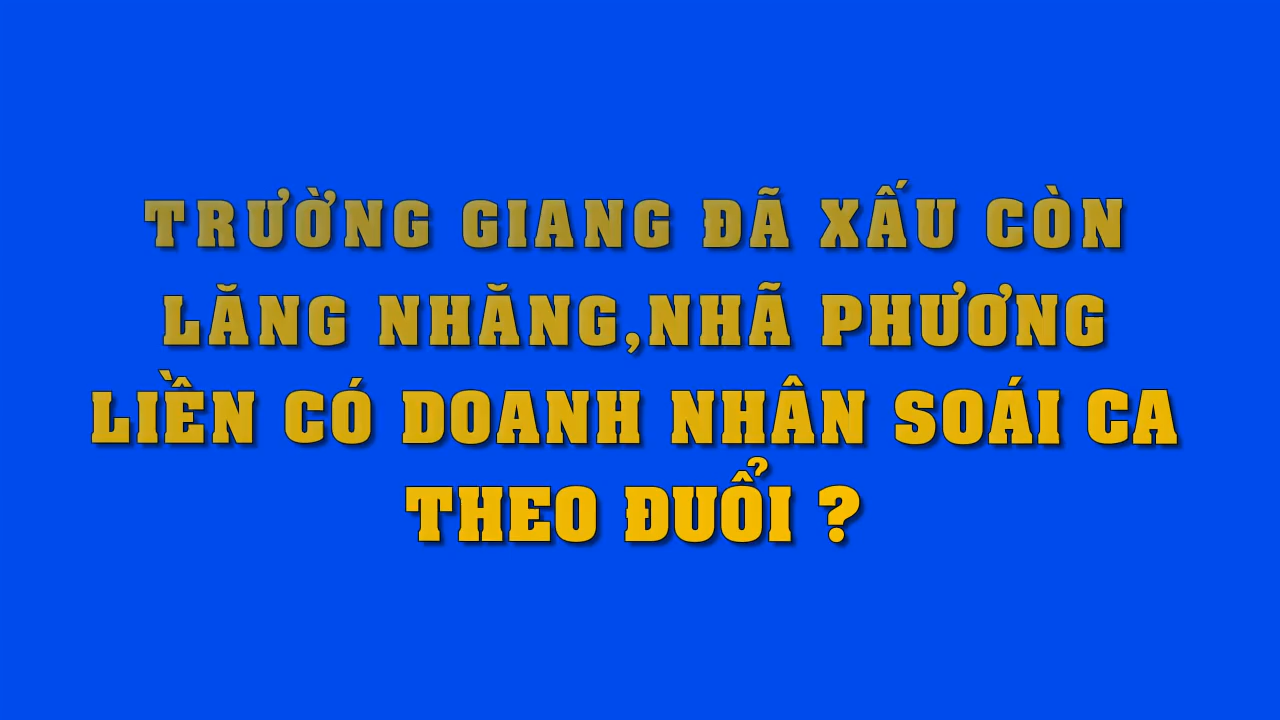 TRƯỜNG GIANG ĐÃ XẤU CÒN
LĂNG NHĂNG,NHÃ PHƯƠNG
LIỀN CÓ DOANH NHÂN SOÁI CA
THEO ĐUỔI ?